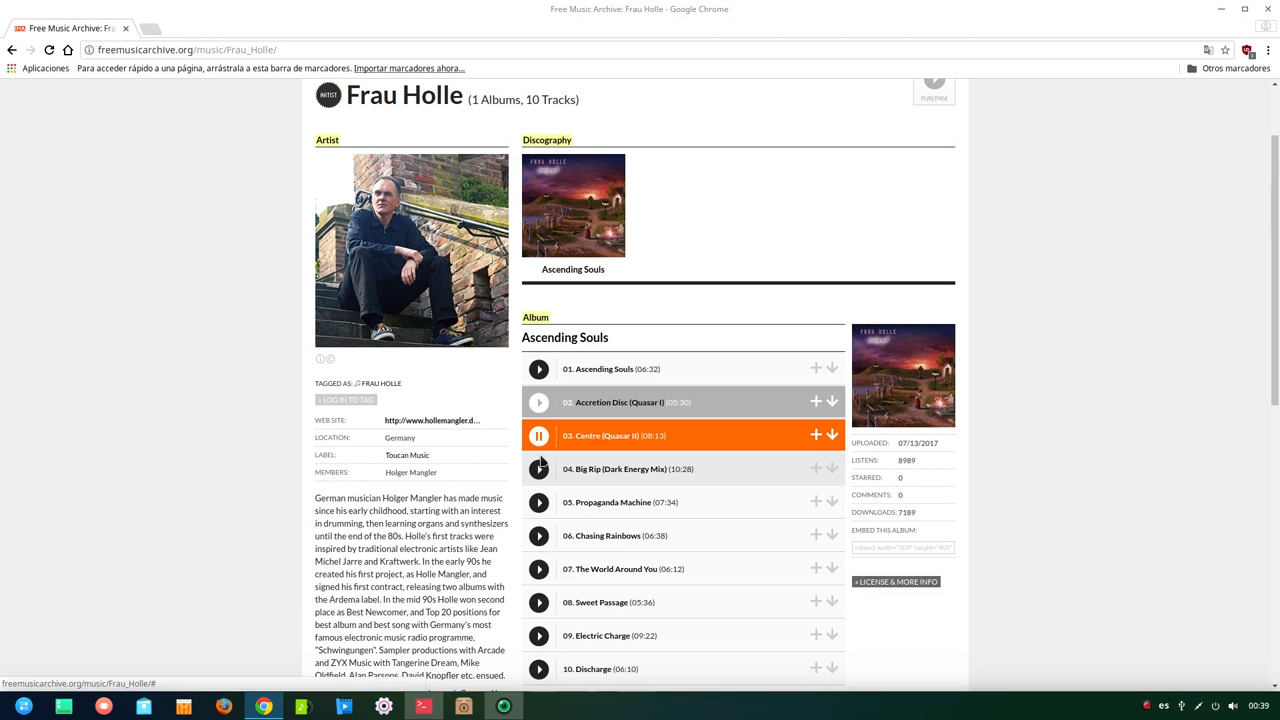 Free Music Archive: Frau Holle - Google Chrome
Free Music Archive: Fra
freemusicarchive.org/music/Frau_Holle/
Aplicaciones Para acceder rápido a una página, arrástrala a esta barra de marcadores. Importar marcadores ahora... Otros marcadores
ARTIST Frau Holle (1 Albums, 10 Tracks)
PLAY PAGE
Artist
Discography
FRAU HOLLE
Ascending Souls
Album
Ascending Souls
FRAU HOLLE
01. Ascending Souls (06:32)
02. Accretion Disc (Quasar I) (05:30)
03. Centre (Quasar II) (08:13)
04. Big Rip (Dark Energy Mix) (10:28)
05. Propaganda Machine (07:34)
06. Chasing Rainbows (06:38)
07. The World Around You (06:12)
08. Sweet Passage (05:36)
09. Electric Charge (09:22)
10. Discharge (06:10)
TAGGED AS: FRAU HOLLE
» LOG IN TO TAG
WEB SITE: http://www.hollemangler.d...
LOCATION: Germany
LABEL: Toucan Music
MEMBERS: Holger Mangler
German musician Holger Mangler has made music
since his early childhood, starting with an interest
in drumming, then learning organs and synthesizers
until the end of the 80s. Holle's first tracks were
inspired by traditional electronic artists like Jean
Michel Jarre and Kraftwerk. In the early 90s he
created his first project, as Holle Mangler, and
signed his first contract, releasing two albums with
the Ardema label. In the mid 90s Holle won second
place as Best Newcomer, and Top 20 positions for
best album and best song with Germany's most
famous electronic music radio programme,
"Schwingungen". Sampler productions with Arcade
and ZYX Music with Tangerine Dream, Mike
Oldfield, Alan Parsons, David Knopfler etc. ensued.
UPLOADED: 07/13/2017
LISTENS: 8989
STARRED: 0
COMMENTS: 0
DOWNLOADS: 7189
EMBED THIS ALBUM:
<object width="300" height="400"
» LICENSE & MORE INFO
freemusicarchive.org/music/Frau_Holle/#
es 00:39